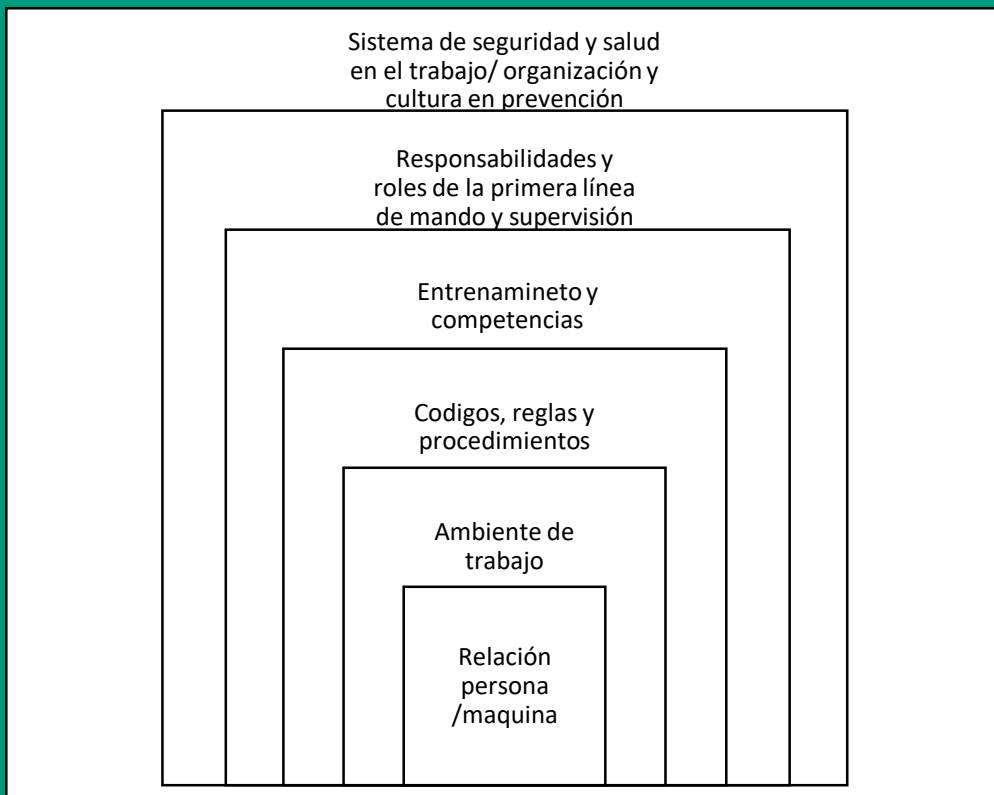 Sistema de seguridad y salud
en el trabajo/ organización y
cultura en prevención
Responsabilidades y
roles de la primera línea
de mando y supervisión
Entrenamineto y
competencias
Codigos, reglas y
procedimientos
Ambiente de
trabajo
Relación
persona
/maquina